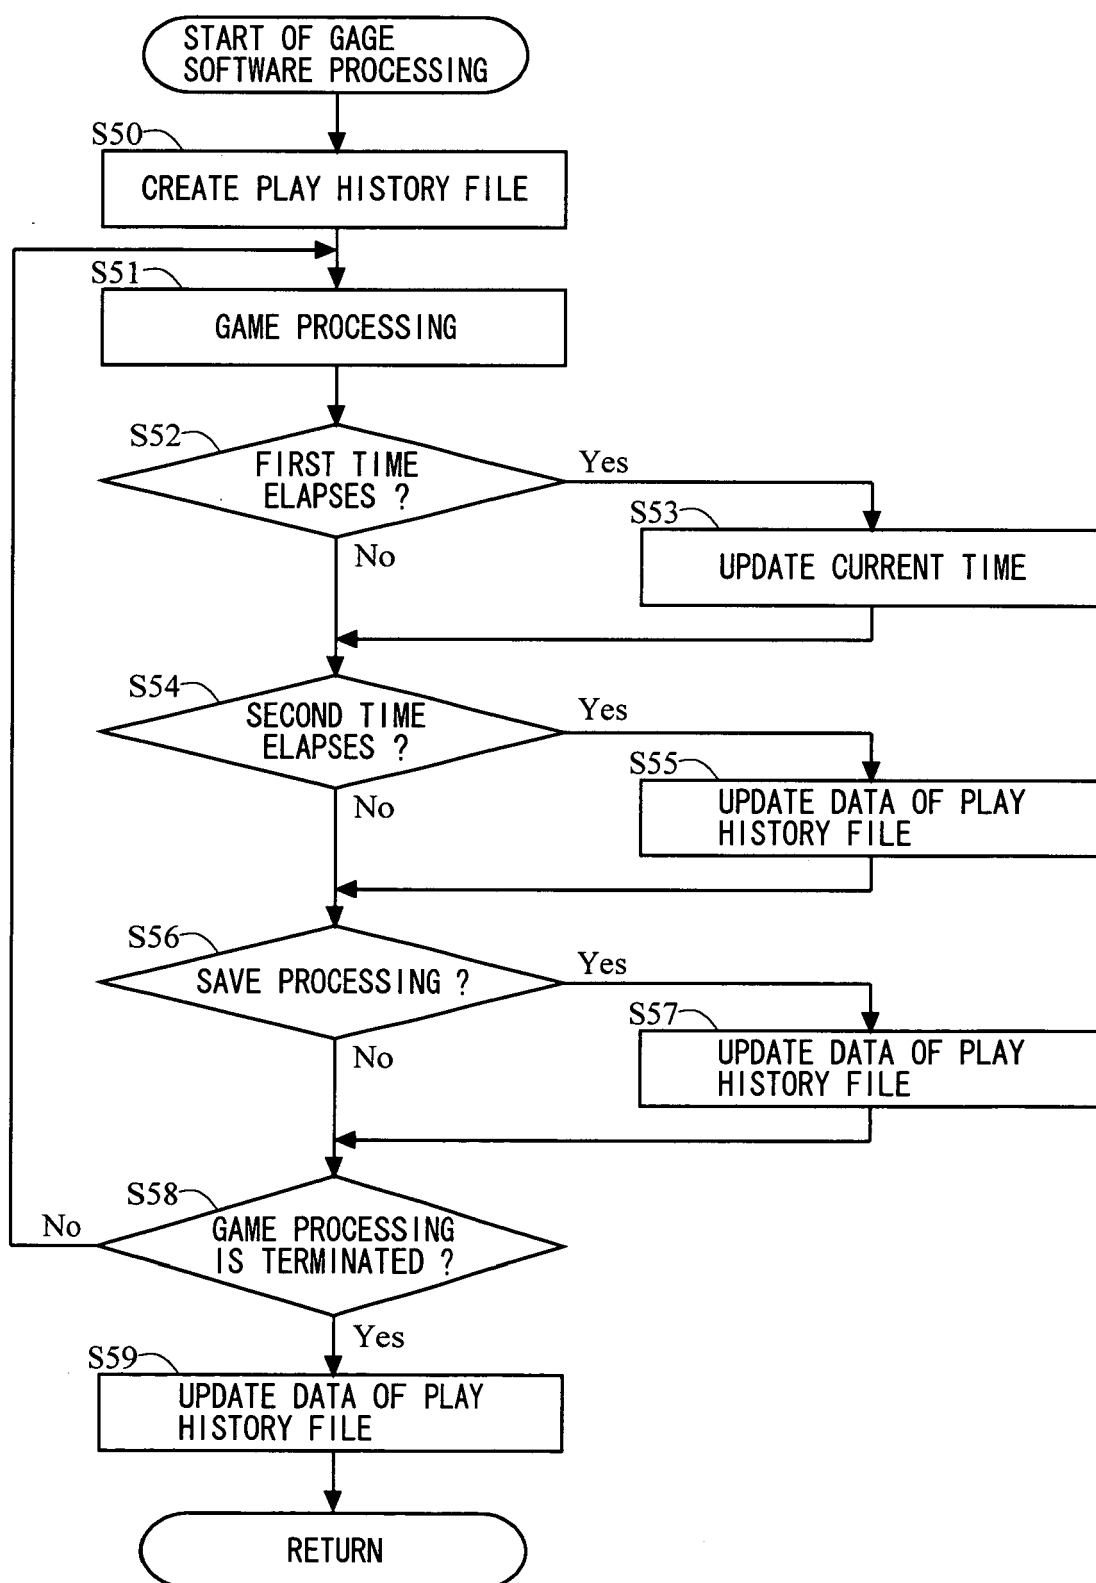 START OF GAGE
SOFTWARE PROCESSING
S50
CREATE PLAY HISTORY FILE
S51
GAME PROCESSING
S52
FIRST TIME
ELAPSES ?
Yes
No
S53
UPDATE CURRENT TIME
S54
SECOND TIME
ELAPSES ?
Yes
No
S55
UPDATE DATA OF PLAY
HISTORY FILE
S56
SAVE PROCESSING ?
Yes
No
S57
UPDATE DATA OF PLAY
HISTORY FILE
S58
GAME PROCESSING
IS TERMINATED ?
No
Yes
S59
UPDATE DATA OF PLAY
HISTORY FILE
RETURN